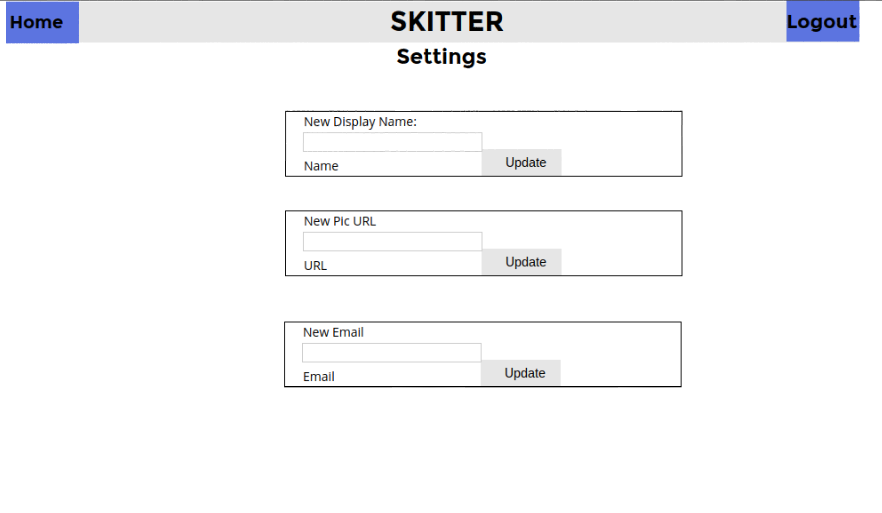 Home SKITTER Logout
Settings
New Display Name:
Update
Name
New Pic URL
Update
URL
New Email
Update
Email